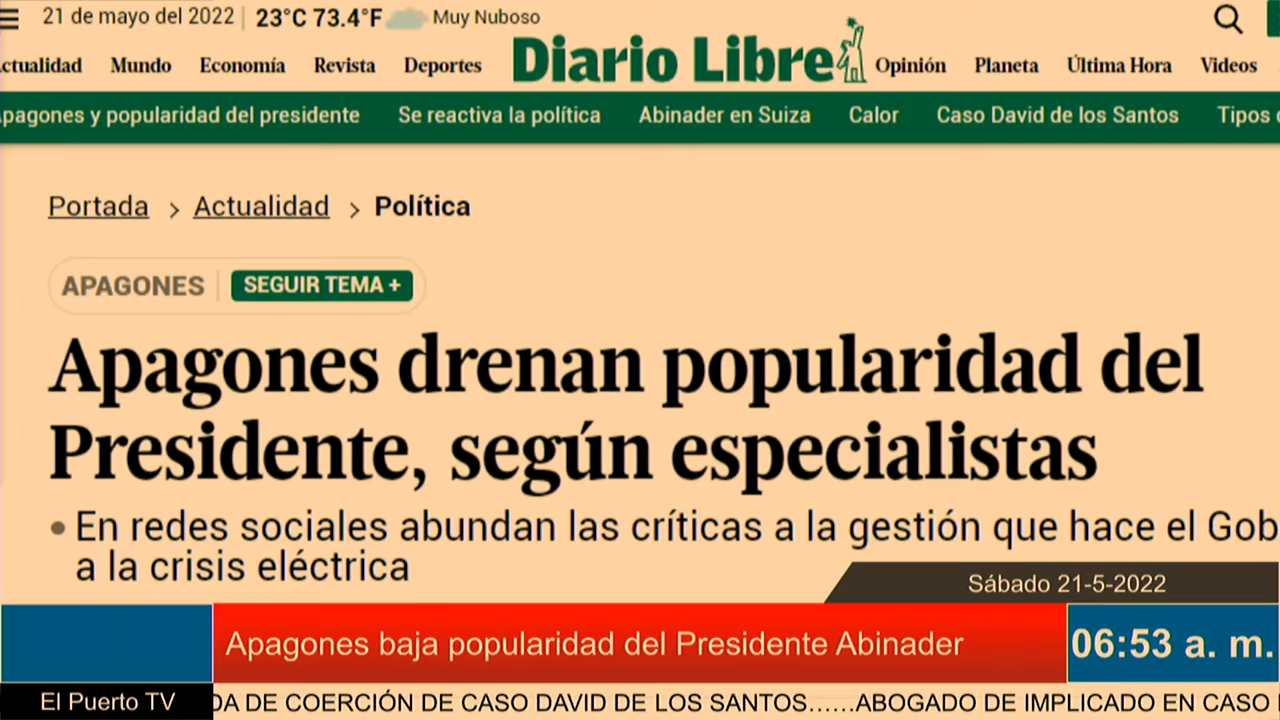 21 de mayo del 2022 | 23°C 73.4°F Muy Nuboso
ctualidad Mundo Economía Revista Deportes Diario Libre Opinión Planeta Última Hora Videos
pagones y popularidad del presidente Se reactiva la política Abinader en Suiza Calor Caso David de los Santos Tipos
Portada > Actualidad > Política
APAGONES | SEGUIR TEMA +
Apagones drenan popularidad del
Presidente, según especialistas
• En redes sociales abundan las críticas a la gestión que hace el Gob
a la crisis eléctrica
Sábado 21-5-2022
Apagones baja popularidad del Presidente Abinader
06:53 a. m.
El Puerto TV DA DE COERCIÓN DE CASO DAVID DE LOS SANTOS......ABOGADO DE IMPLICADO EN CASO